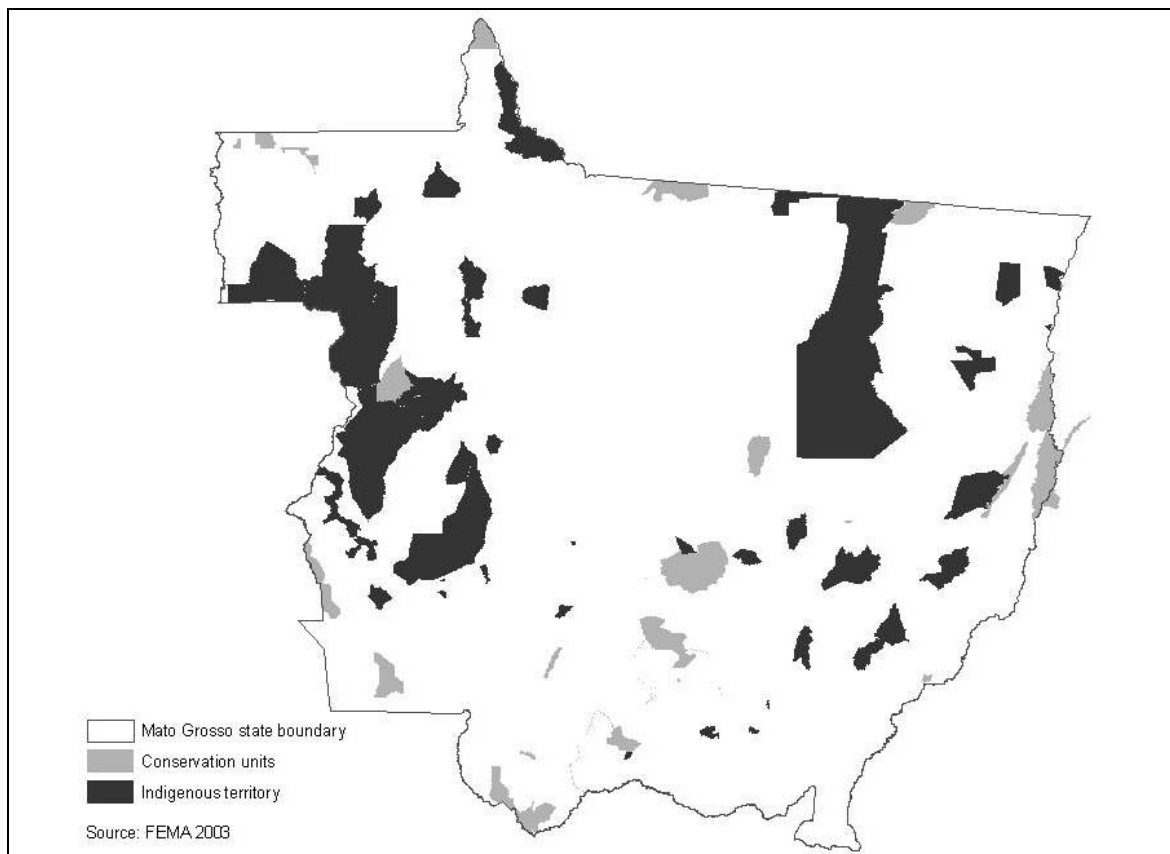 Mato Grosso state boundary
Conservation units
Indigenous territory
Source: FEMA 2003